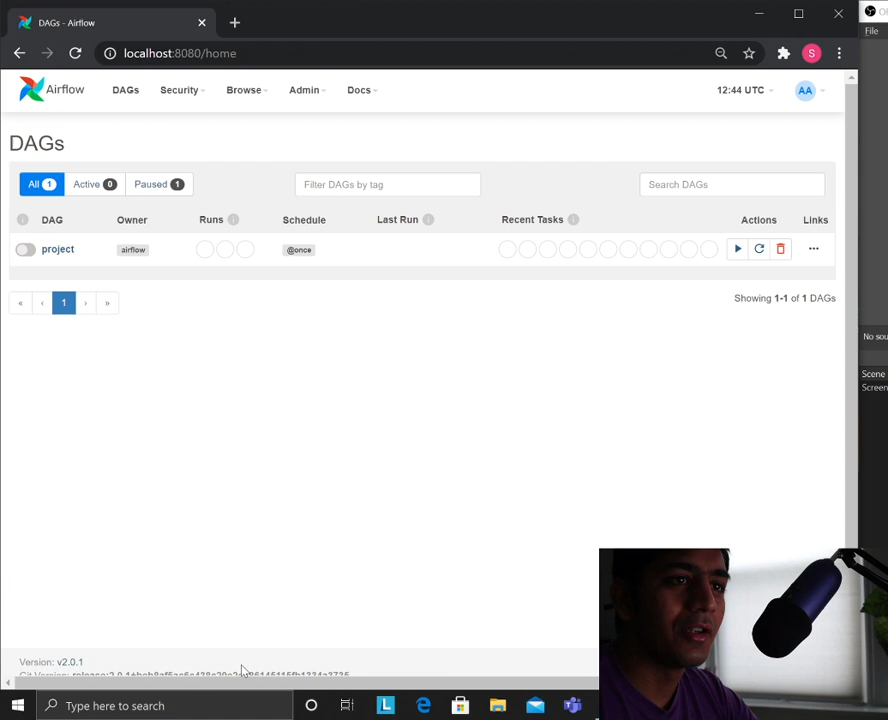 DAGs - Airflow
File
localhost:8080/home
S
Airflow
DAGs
Security
Browse
Admin
Docs
12:44 UTC
AA
DAGs
All 1
Active 0
Paused 1
Filter DAGs by tag
Search DAGs
DAG
Owner
Runs
Schedule
Last Run
Recent Tasks
Actions
Links
project
airflow
@once
« ‹ 1 › »
Showing 1-1 of 1 DAGs
No sou
Scene
Screen
Version: v2.0.1
Type here to search